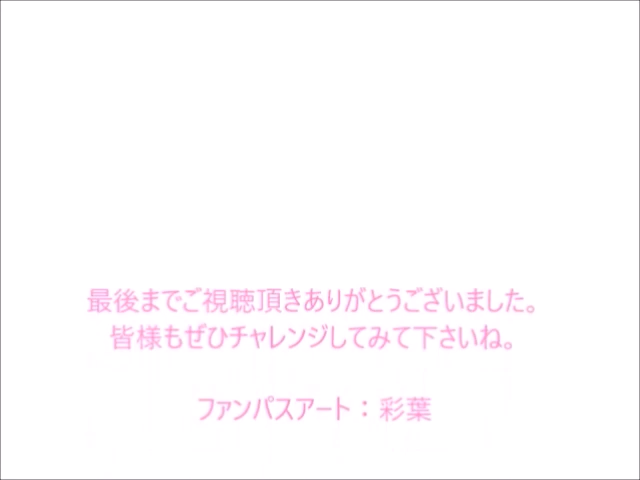 最後までご視聴頂きありがとうございました。
皆様もぜひチャレンジしてみて下さいね。
ファンパスアート：彩葉